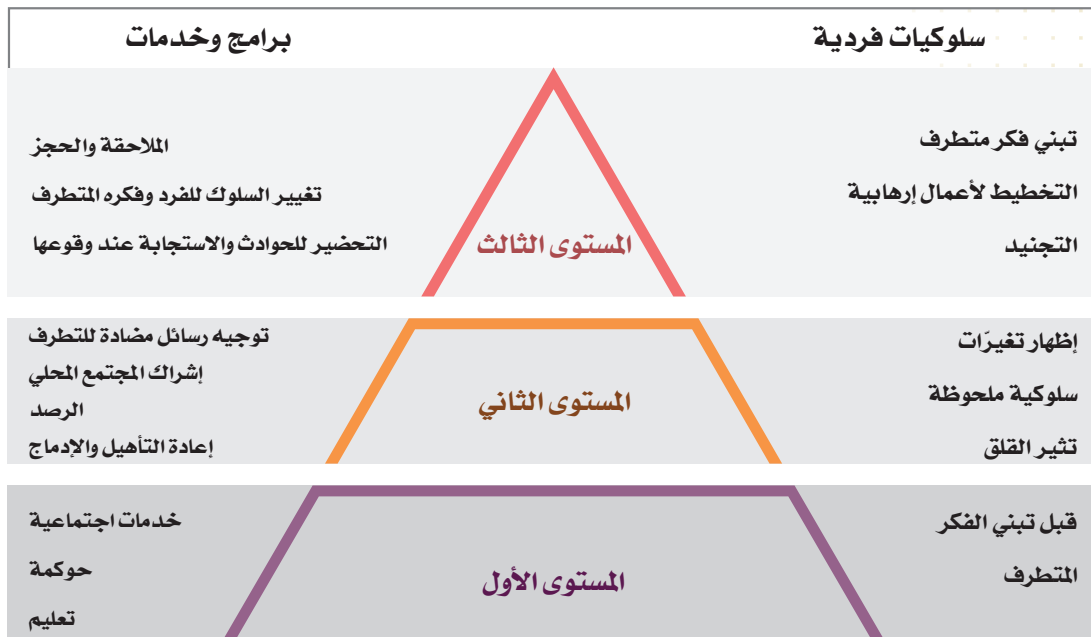 سلوكيات فردية
برامج وخدمات
تبني فكر متطرف
التخطيط لأعمال إرهابية
التجنيد
المستوى الثالث
الملاحقة والحجز
تغيير السلوك للفرد وفكره المتطرف
التحضير للحوادث والاستجابة عند وقوعها
إظهار تغيّرات
سلوكية ملحوظة
تثير القلق
المستوى الثاني
توجيه رسائل مضادة للتطرف
إشراك المجتمع المحلي
الرصد
إعادة التأهيل والإدماج
قبل تبني الفكر
المتطرف
المستوى الأول
خدمات اجتماعية
حوكمة
تعليم